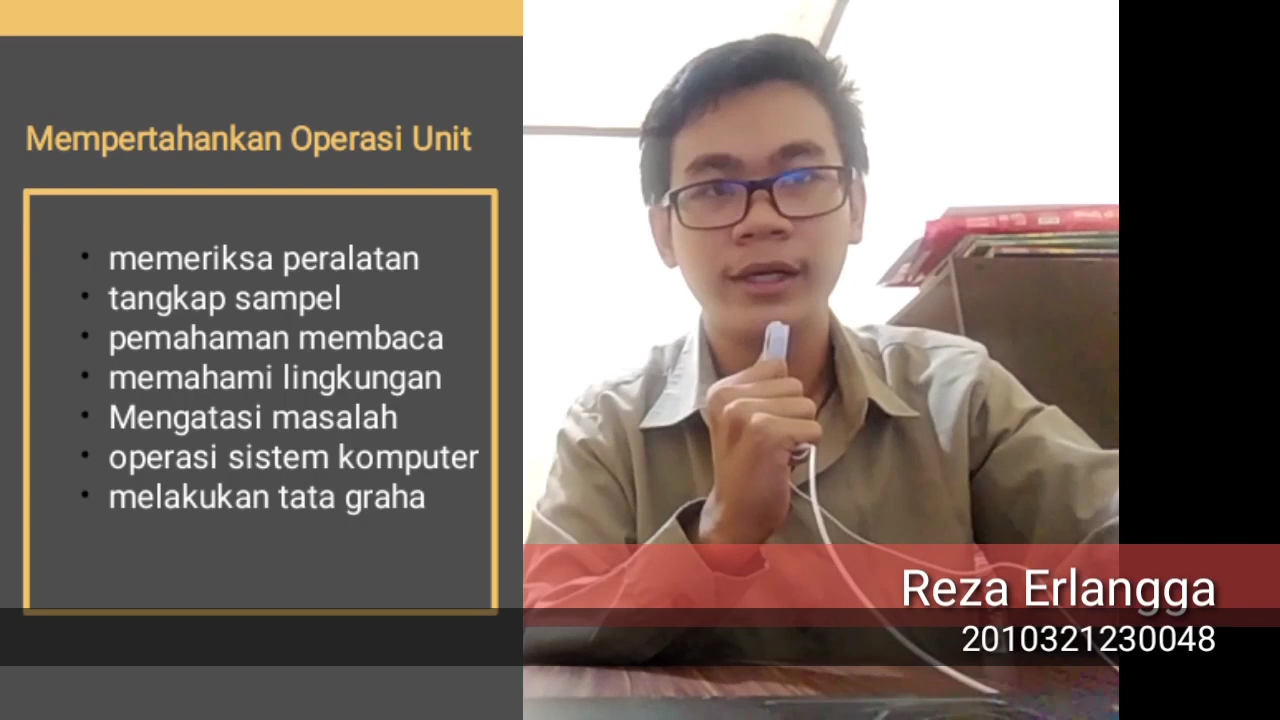 Mempertahankan Operasi Unit
memeriksa peralatan
tangkap sampel
pemahaman membaca
memahami lingkungan
Mengatasi masalah
operasi sistem komputer
melakukan tata graha
Reza Erlangga
2010321230048